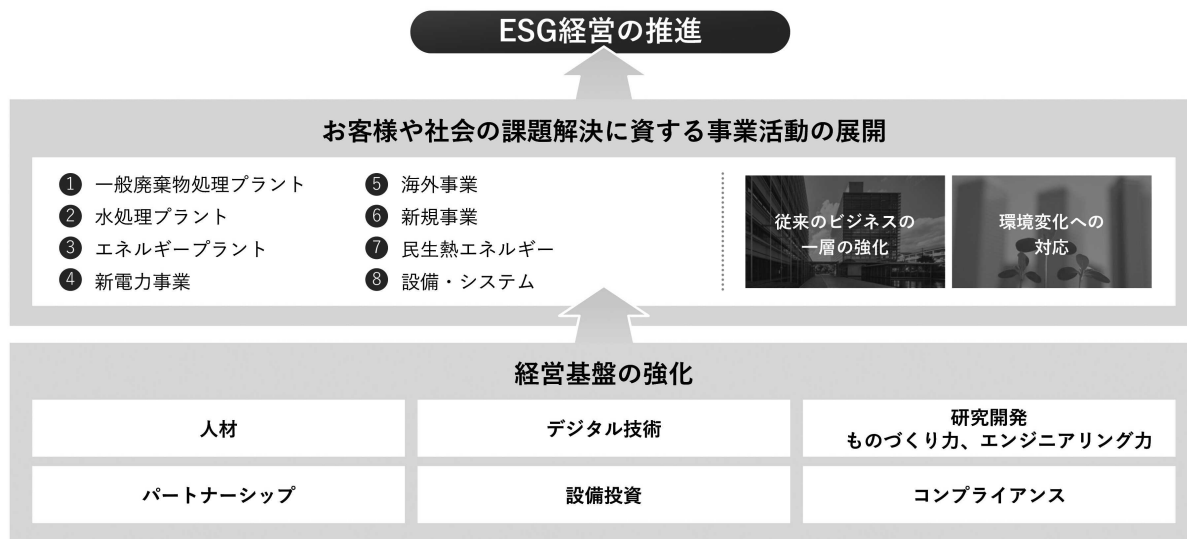 ESG経営の推進
お客様や社会の課題解決に資する事業活動の展開
1 一般廃棄物処理プラント
2 水処理プラント
3 エネルギープラント
4 新電力事業
5 海外事業
6 新規事業
7 民生熱エネルギー
8 設備・システム
従来のビジネスの
一層の強化
環境変化への
対応
経営基盤の強化
人材
デジタル技術
研究開発
ものづくり力、エンジニアリング力
パートナーシップ
設備投資
コンプライアンス